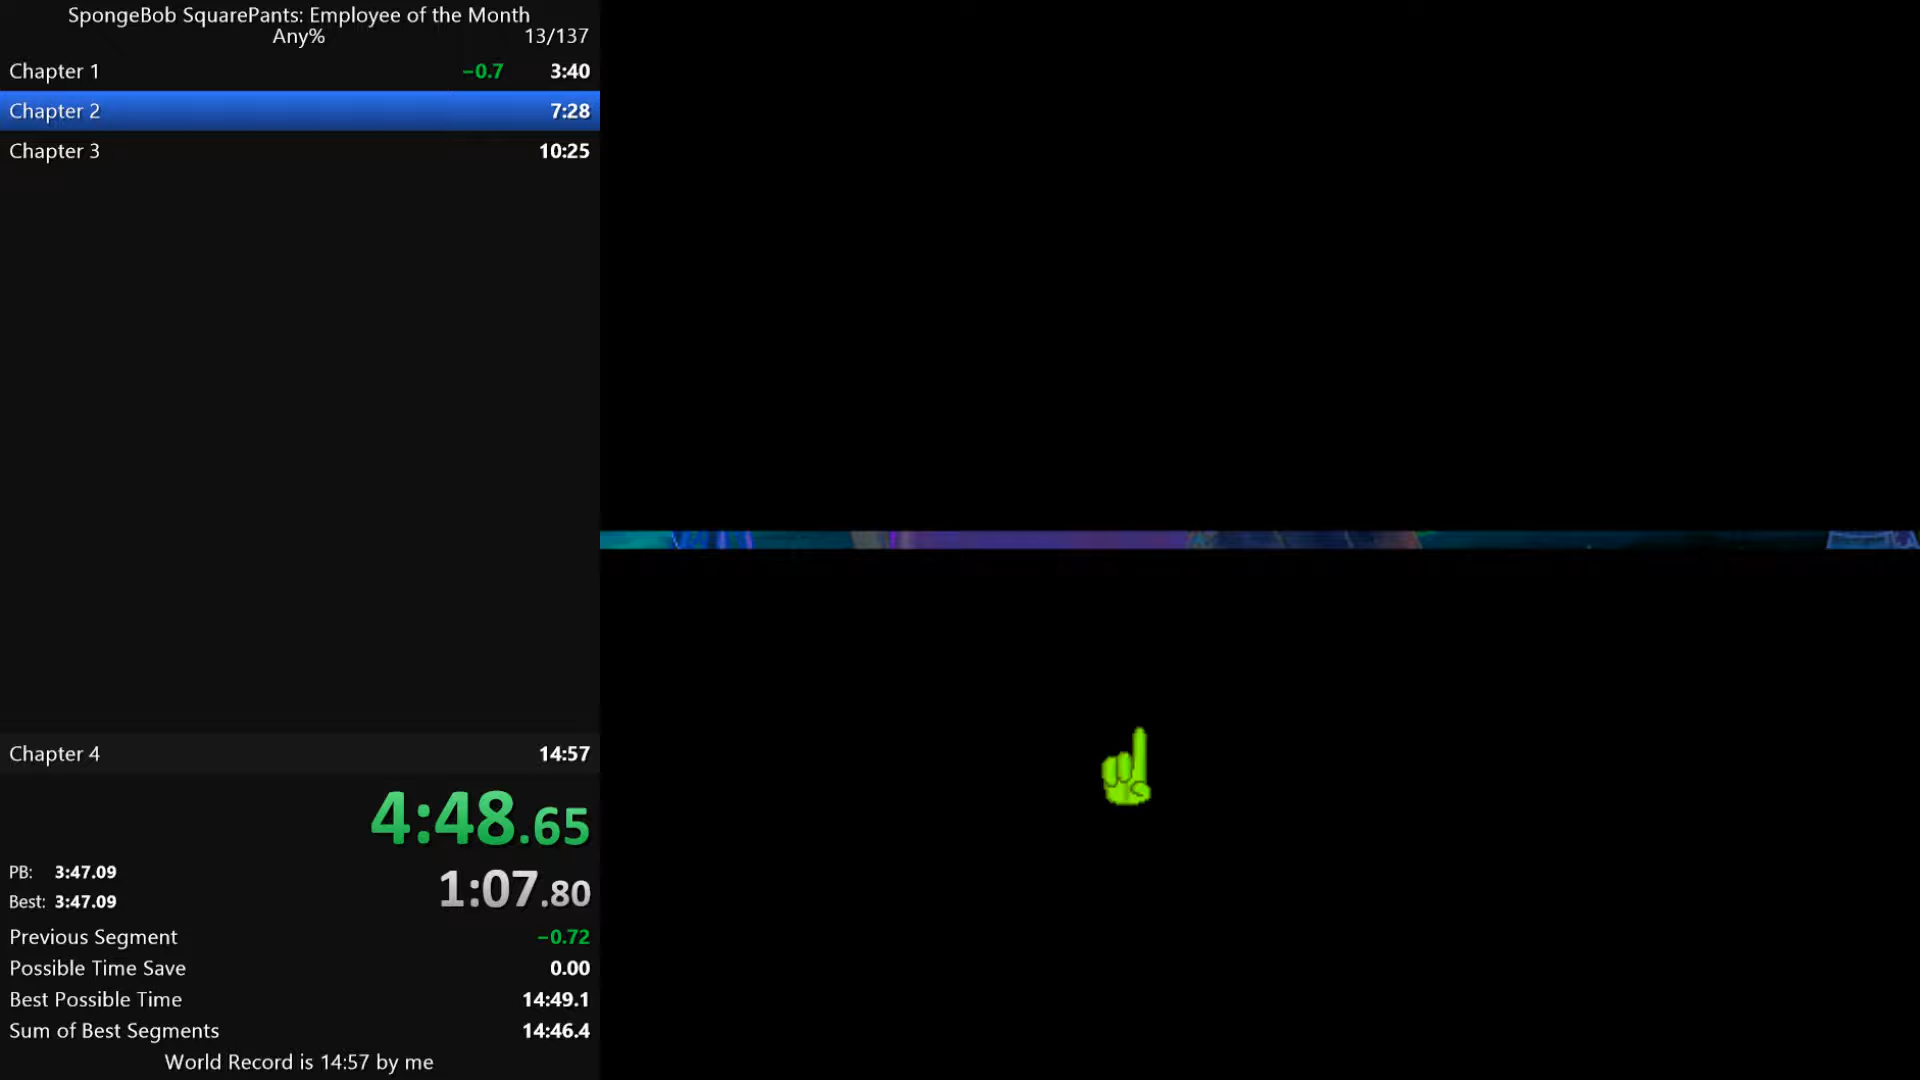 SpongeBob SquarePants: Employee of the Month
Any% 13/137
Chapter 1 −0.7 3:40
Chapter 2 7:28
Chapter 3 10:25
Chapter 4 14:57
4:48.65
PB: 3:47.09
1:07.80
Best: 3:47.09
Previous Segment −0.72
Possible Time Save 0.00
Best Possible Time 14:49.1
Sum of Best Segments 14:46.4
World Record is 14:57 by me